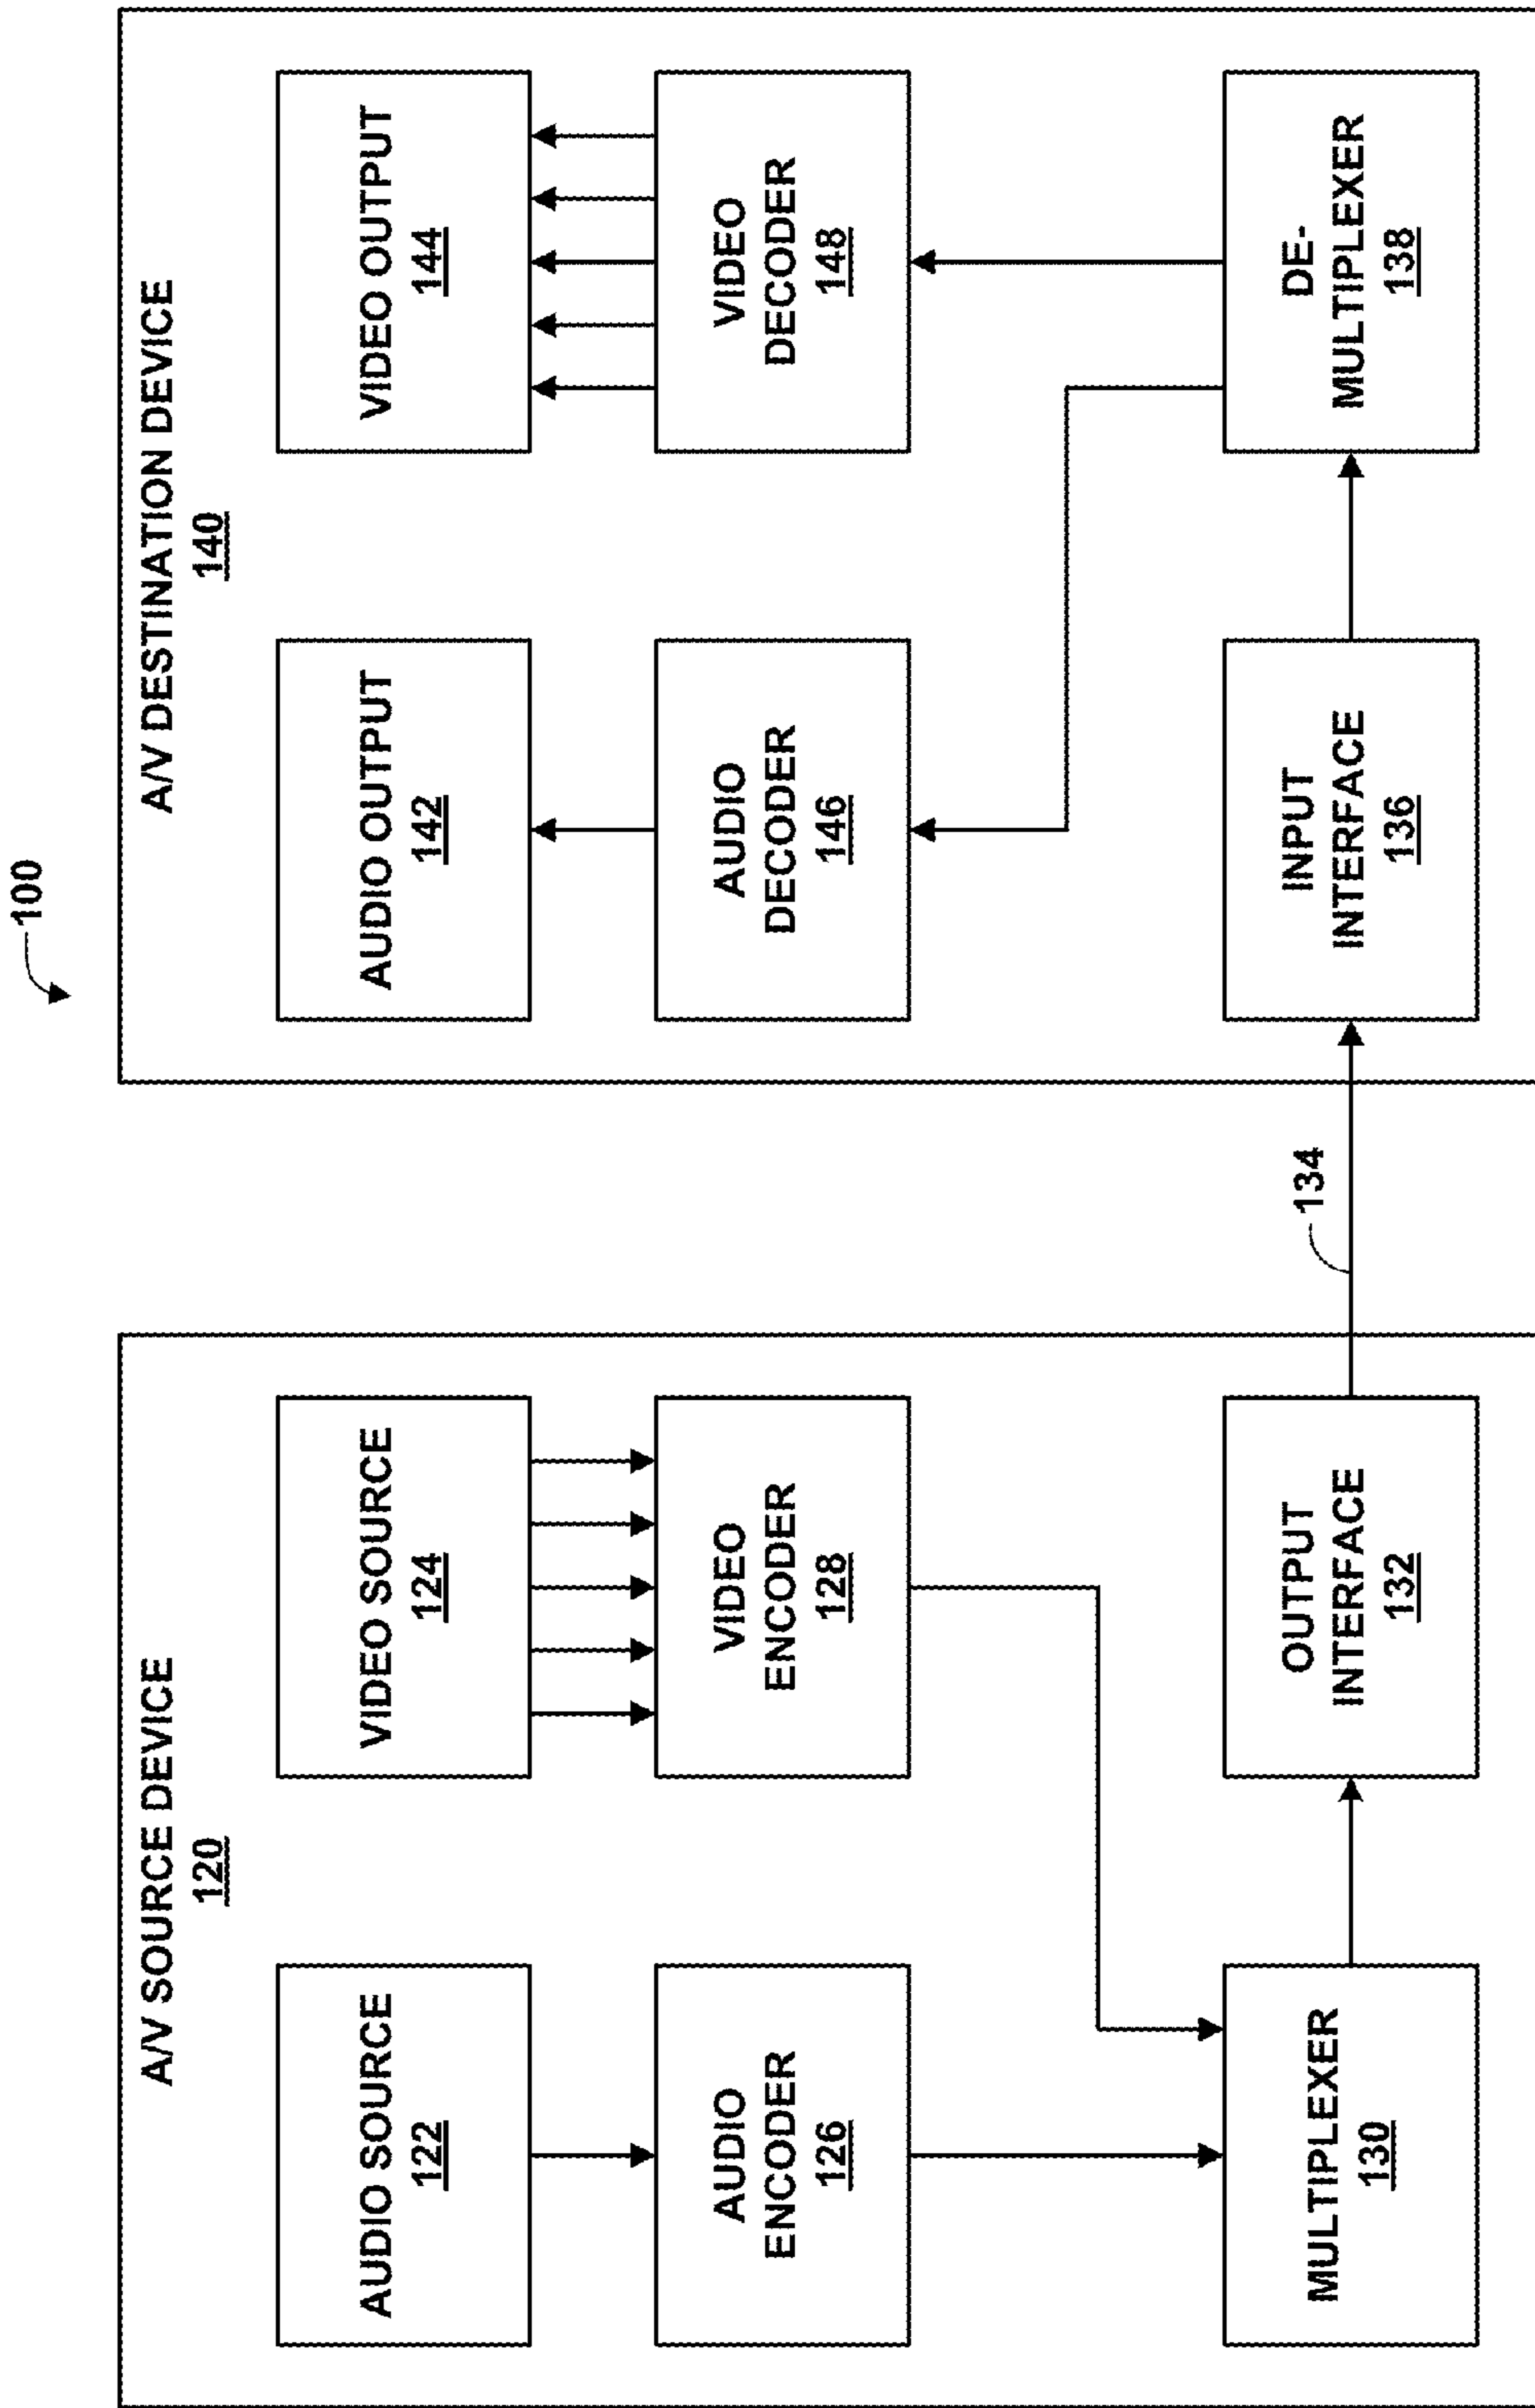 100
A/V SOURCE DEVICE
120
AUDIO SOURCE
122
VIDEO SOURCE
124
AUDIO
ENCODER
126
VIDEO
ENCODER
128
MULTIPLEXER
130
OUTPUT
INTERFACE
132
134
A/V DESTINATION DEVICE
140
AUDIO OUTPUT
142
VIDEO OUTPUT
144
AUDIO
DECODER
146
VIDEO
DECODER
148
INPUT
INTERFACE
136
DE-
MULTIPLEXER
138